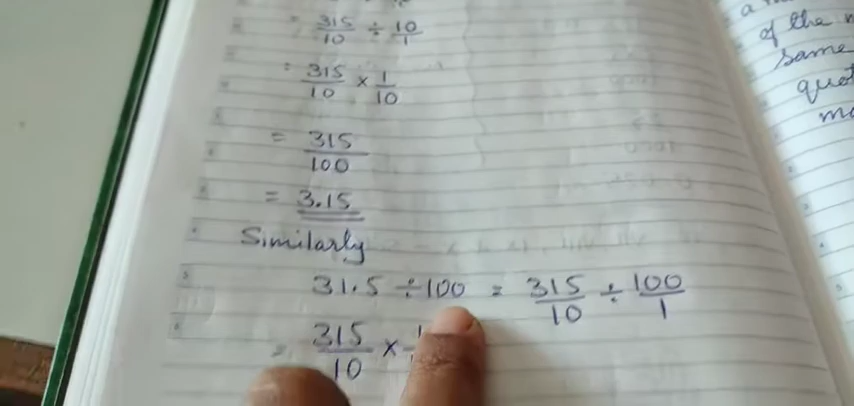 = 315/10 ÷ 10/1
= 315/10 × 1/10
= 315/100
= 3.15
Similarly
31.5 ÷ 100 = 315/10 ÷ 100/1
= 315/10 ×
of the
same